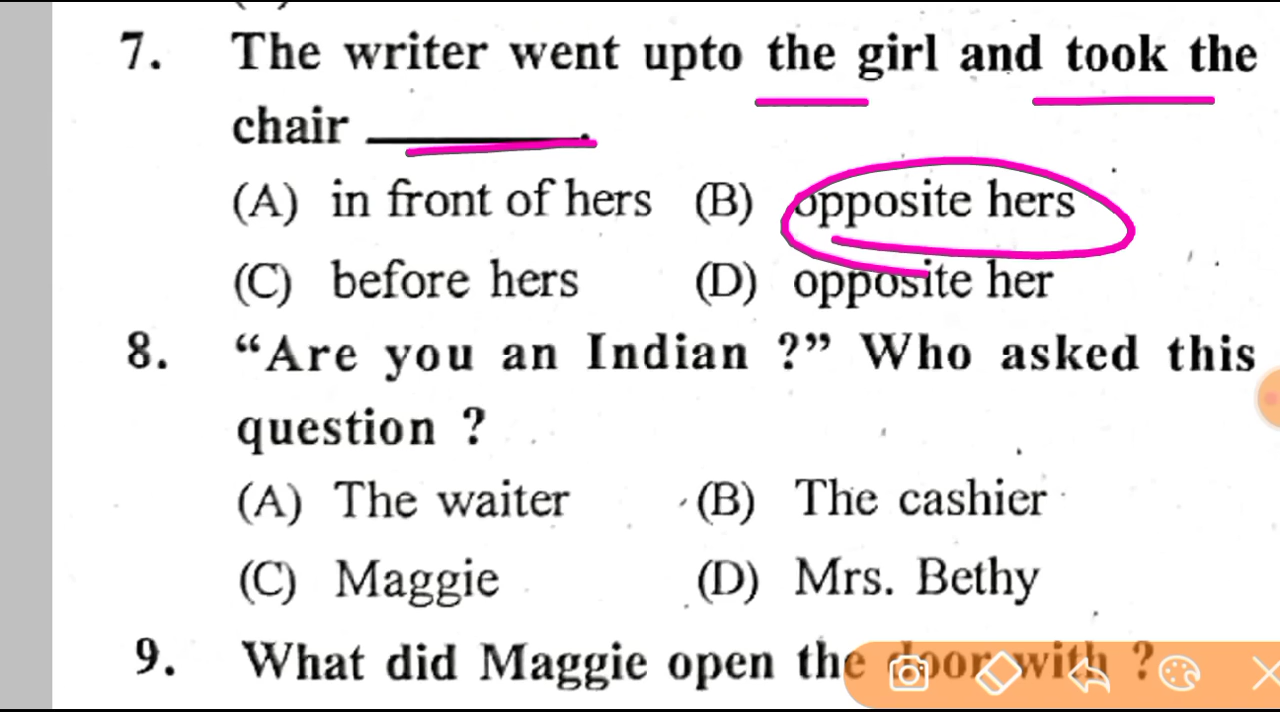 7. The writer went upto the girl and took the
chair ________.
(A) in front of hers (B) opposite hers
(C) before hers (D) opposite her
8. “Are you an Indian ?” Who asked this
question ?
(A) The waiter (B) The cashier
(C) Maggie (D) Mrs. Bethy
9. What did Maggie open the door with ?